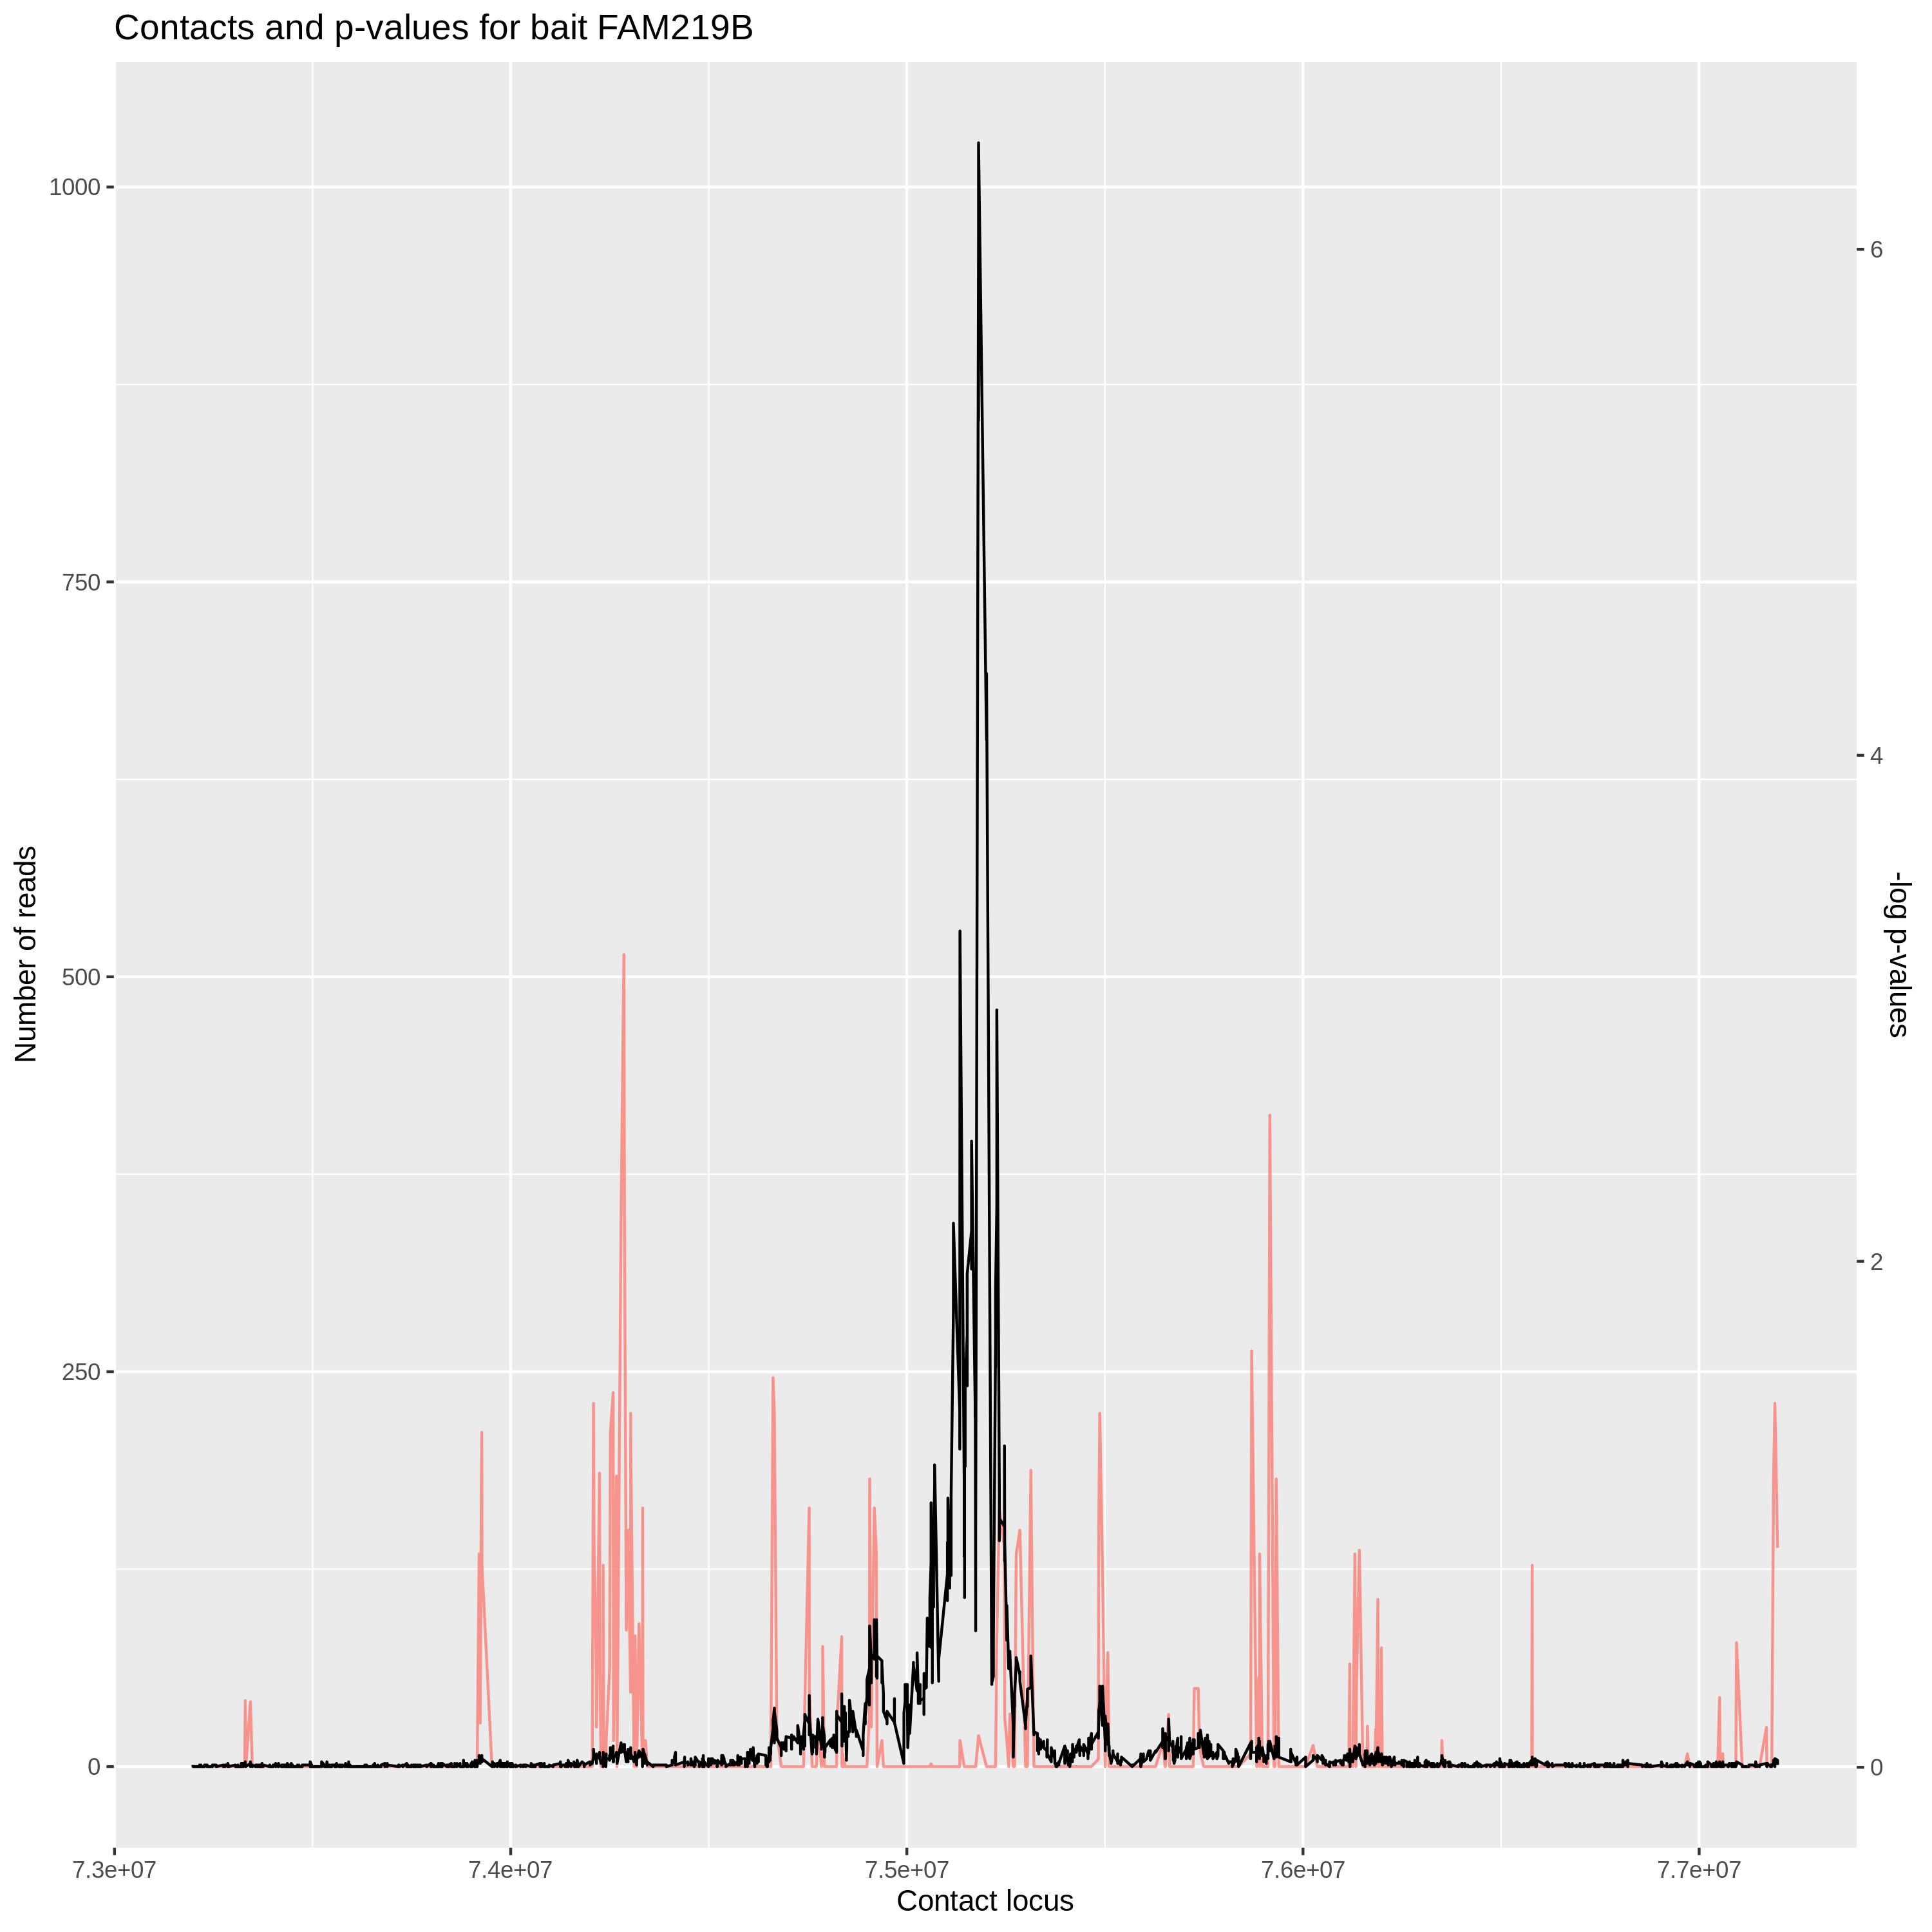 Contacts and p-values for bait FAM219B
1000
750
500
250
0
Number of reads
6
4
2
0
-log p-values
7.3e+07
7.4e+07
7.5e+07
7.6e+07
7.7e+07
Contact locus